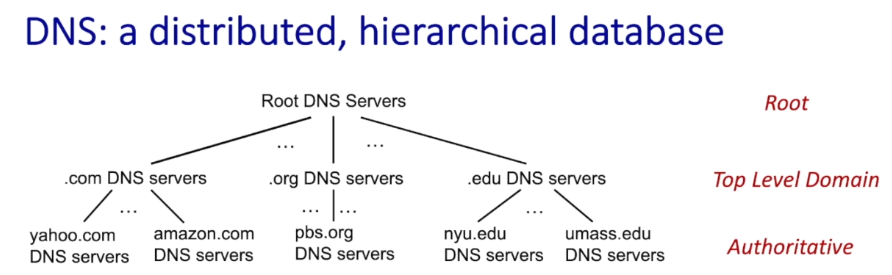 DNS: a distributed, hierarchical database
Root DNS Servers
Root
... ...
.com DNS servers .org DNS servers .edu DNS servers
Top Level Domain
... ... ... ...
yahoo.com amazon.com pbs.org nyu.edu umass.edu
DNS servers DNS servers DNS servers DNS servers DNS servers
Authoritative